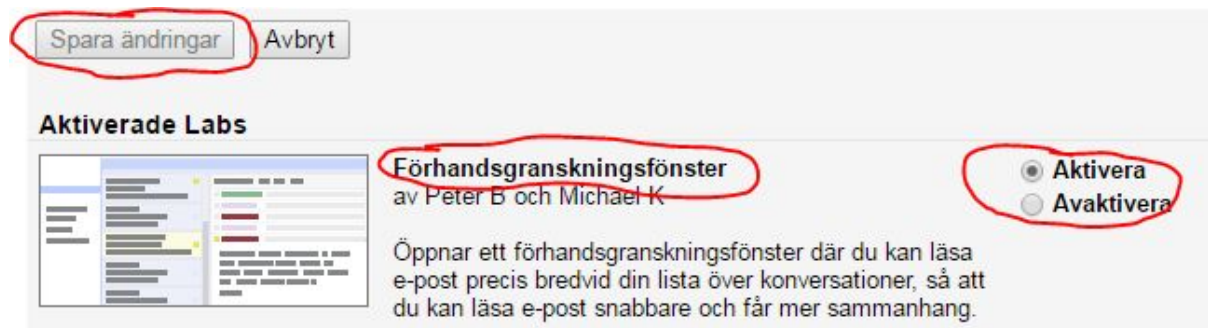 Spara ändringar Avbryt
Aktiverade Labs
Förhandsgranskningsfönster
av Peter B och Michael K
Aktivera
Avaktivera
Öppnar ett förhandsgranskningsfönster där du kan läsa
e-post precis bredvid din lista över konversationer, så att
du kan läsa e-post snabbare och får mer sammanhang.